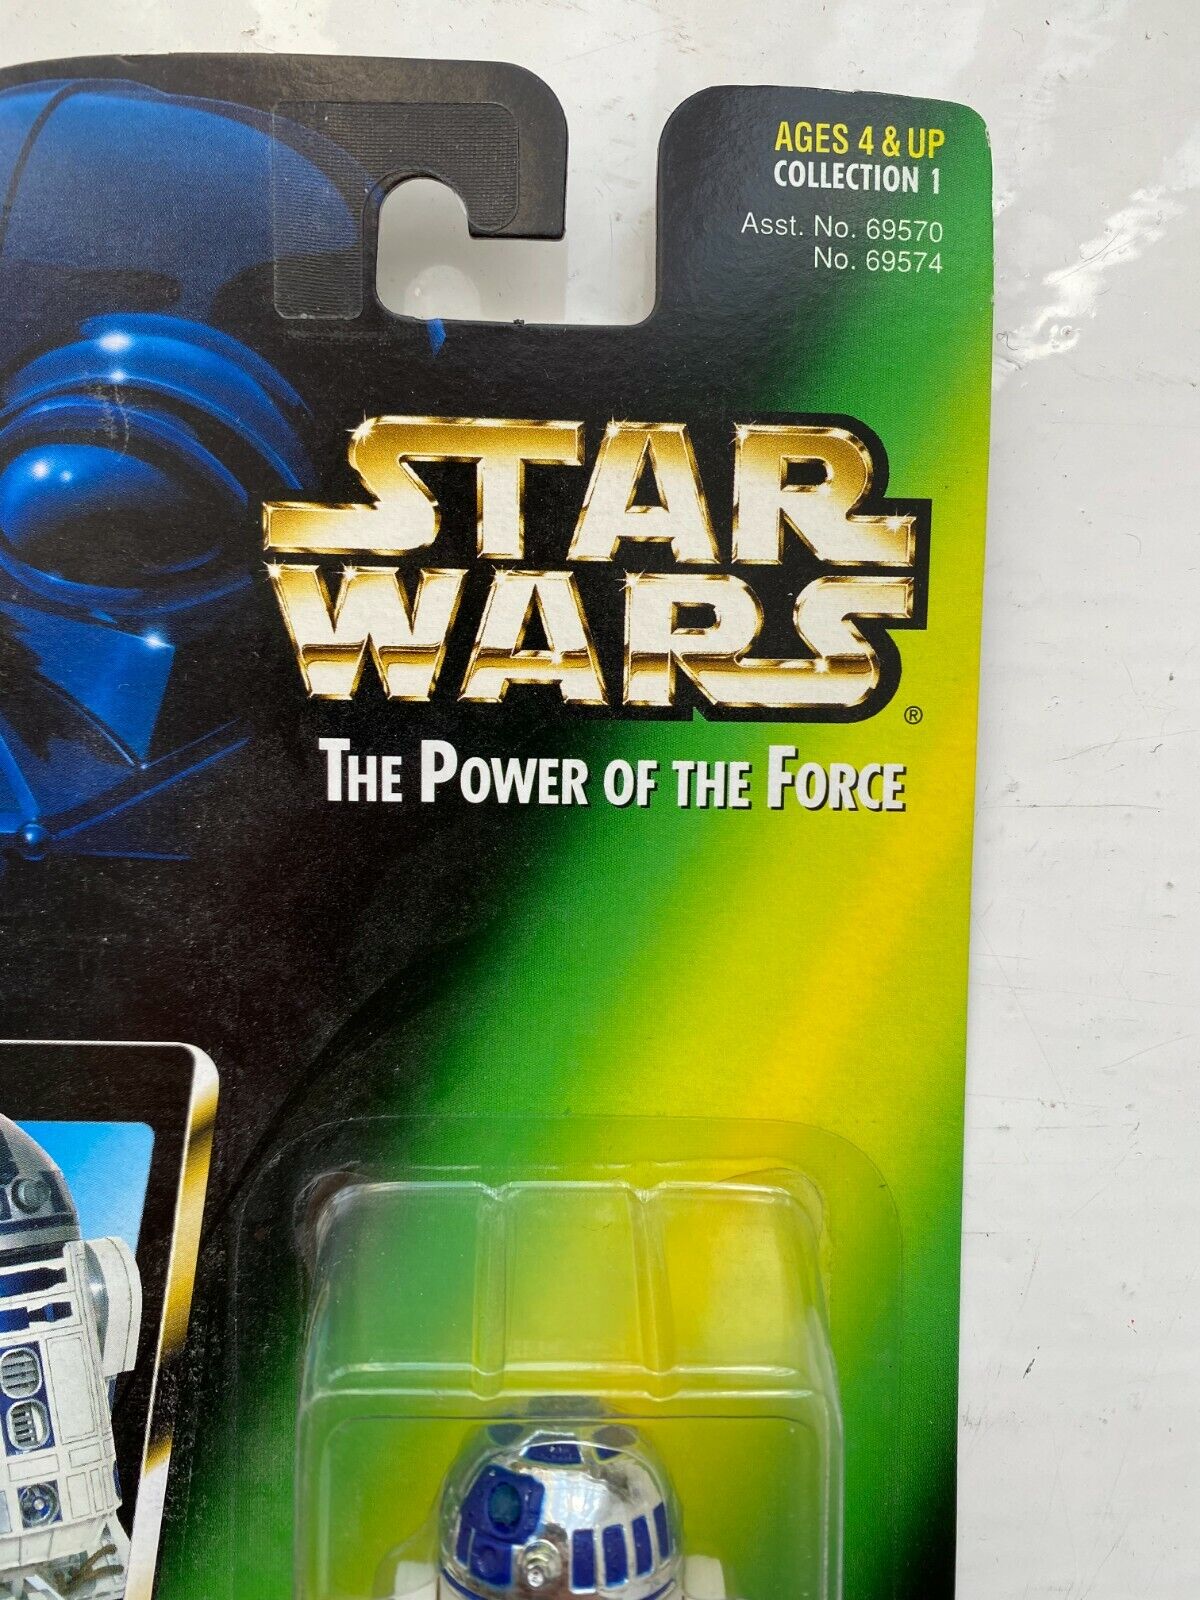 AGES 4 & UP
COLLECTION 1
Asst. No. 69570
No. 69574
STAR
WARS
®
THE POWER OF THE FORCE